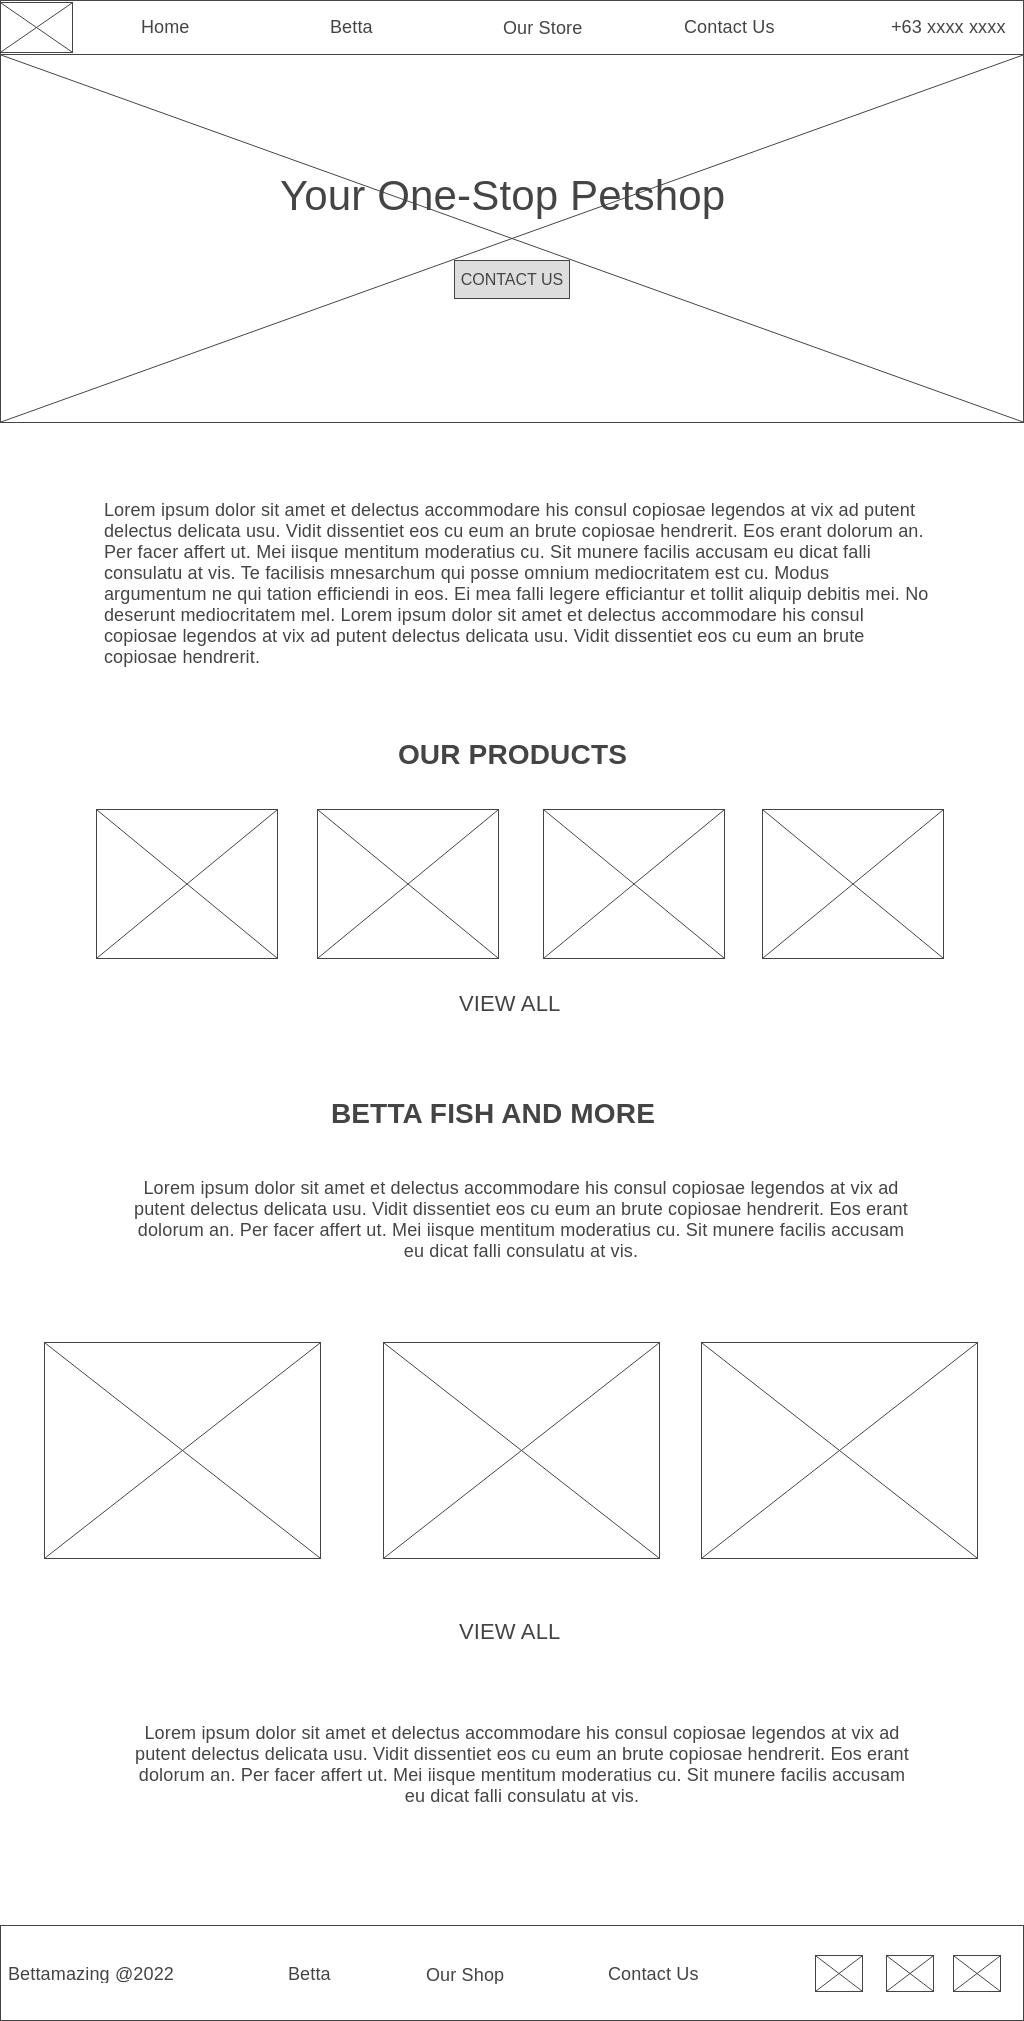 Home Betta Our Store Contact Us +63 xxxx xxxx
Your One-Stop Petshop
CONTACT US
Lorem ipsum dolor sit amet et delectus accommodare his consul copiosae legendos at vix ad putent
delectus delicata usu. Vidit dissentiet eos cu eum an brute copiosae hendrerit. Eos erant dolorum an.
Per facer affert ut. Mei iisque mentitum moderatius cu. Sit munere facilis accusam eu dicat falli
consulatu at vis. Te facilisis mnesarchum qui posse omnium mediocritatem est cu. Modus
argumentum ne qui tation efficiendi in eos. Ei mea falli legere efficiantur et tollit aliquip debitis mei. No
deserunt mediocritatem mel. Lorem ipsum dolor sit amet et delectus accommodare his consul
copiosae legendos at vix ad putent delectus delicata usu. Vidit dissentiet eos cu eum an brute
copiosae hendrerit.
OUR PRODUCTS
VIEW ALL
BETTA FISH AND MORE
Lorem ipsum dolor sit amet et delectus accommodare his consul copiosae legendos at vix ad
putent delectus delicata usu. Vidit dissentiet eos cu eum an brute copiosae hendrerit. Eos erant
dolorum an. Per facer affert ut. Mei iisque mentitum moderatius cu. Sit munere facilis accusam
eu dicat falli consulatu at vis.
VIEW ALL
Lorem ipsum dolor sit amet et delectus accommodare his consul copiosae legendos at vix ad
putent delectus delicata usu. Vidit dissentiet eos cu eum an brute copiosae hendrerit. Eos erant
dolorum an. Per facer affert ut. Mei iisque mentitum moderatius cu. Sit munere facilis accusam
eu dicat falli consulatu at vis.
Bettamazing @2022 Betta Our Shop Contact Us